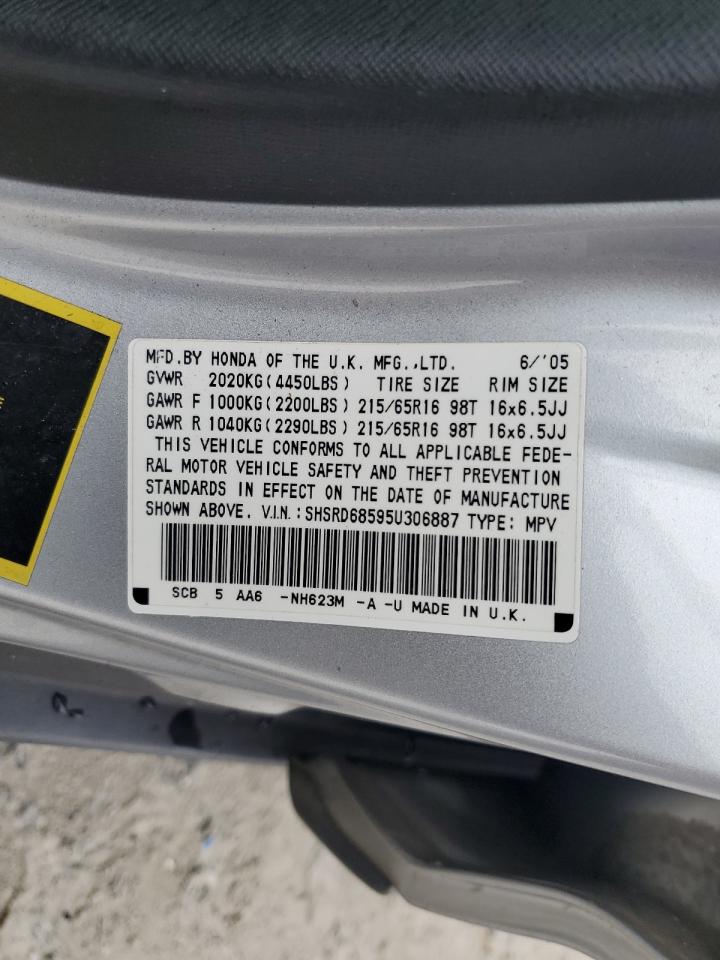 MFD.BY HONDA OF THE U.K. MFG.,LTD. 6/'05
GVWR 2020KG(4450LBS) TIRE SIZE RIM SIZE
GAWR F 1000KG(2200LBS) 215/65R16 98T 16x6.5JJ
GAWR R 1040KG(2290LBS) 215/65R16 98T 16x6.5JJ
THIS VEHICLE CONFORMS TO ALL APPLICABLE FEDE-
RAL MOTOR VEHICLE SAFETY AND THEFT PREVENTION
STANDARDS IN EFFECT ON THE DATE OF MANUFACTURE
SHOWN ABOVE. V.I.N.:SHSRD68595U306887 TYPE: MPV
SCB 5 AA6 -NH623M -A -U MADE IN U.K.